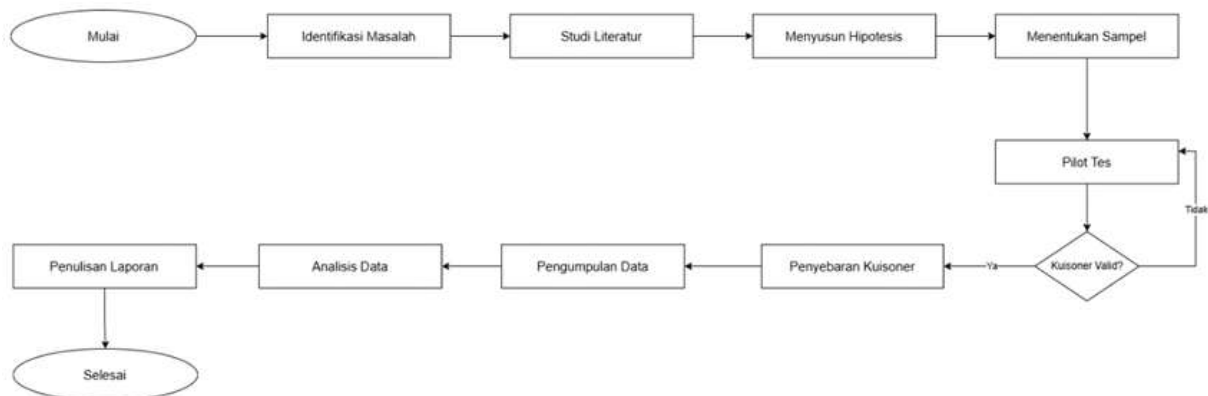 Mulai
Identifikasi Masalah
Studi Literatur
Menyusun Hipotesis
Menentukan Sampel
Pilot Tes
Tidak
Kuisoner Valid?
Ya
Penyebaran Kuisoner
Pengumpulan Data
Analisis Data
Penulisan Laporan
Selesai